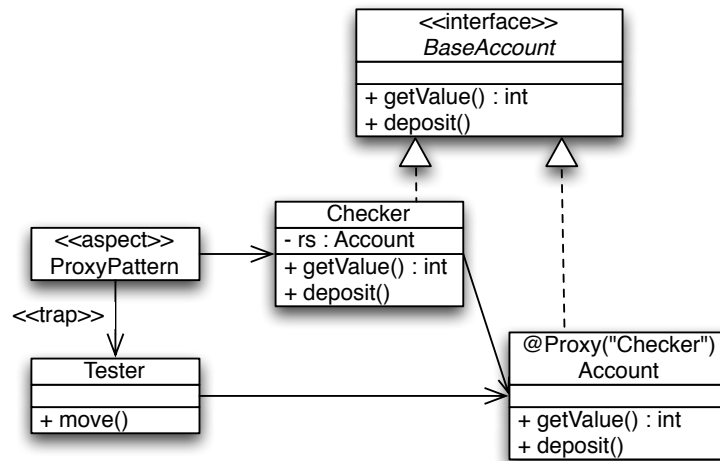 <<interface>>
BaseAccount
+ getValue() : int
+ deposit()
Checker
- rs : Account
+ getValue() : int
+ deposit()
<<aspect>>
ProxyPattern
<<trap>>
Tester
+ move()
@Proxy("Checker")
Account
+ getValue() : int
+ deposit()